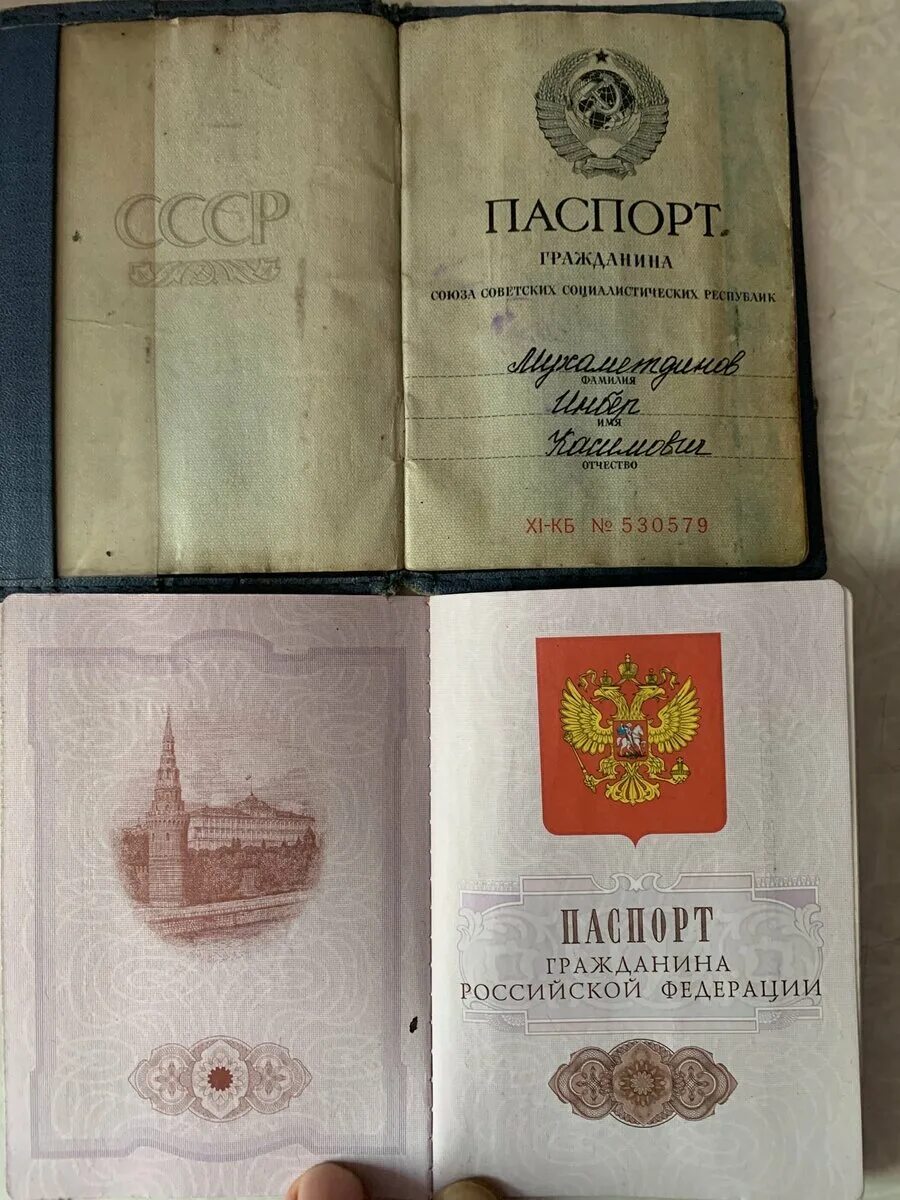 СССР
ПАСПОРТ
ГРАЖДАНИНА
СОЮЗА СОВЕТСКИХ СОЦИАЛИСТИЧЕСКИХ РЕСПУБЛИК
Мухаметдинов
ФАМИЛИЯ
Инбер
ИМЯ
Касимович
ОТЧЕСТВО
XI-КБ № 530579
ПАСПОРТ
ГРАЖДАНИНА
РОССИЙСКОЙ ФЕДЕРАЦИИ